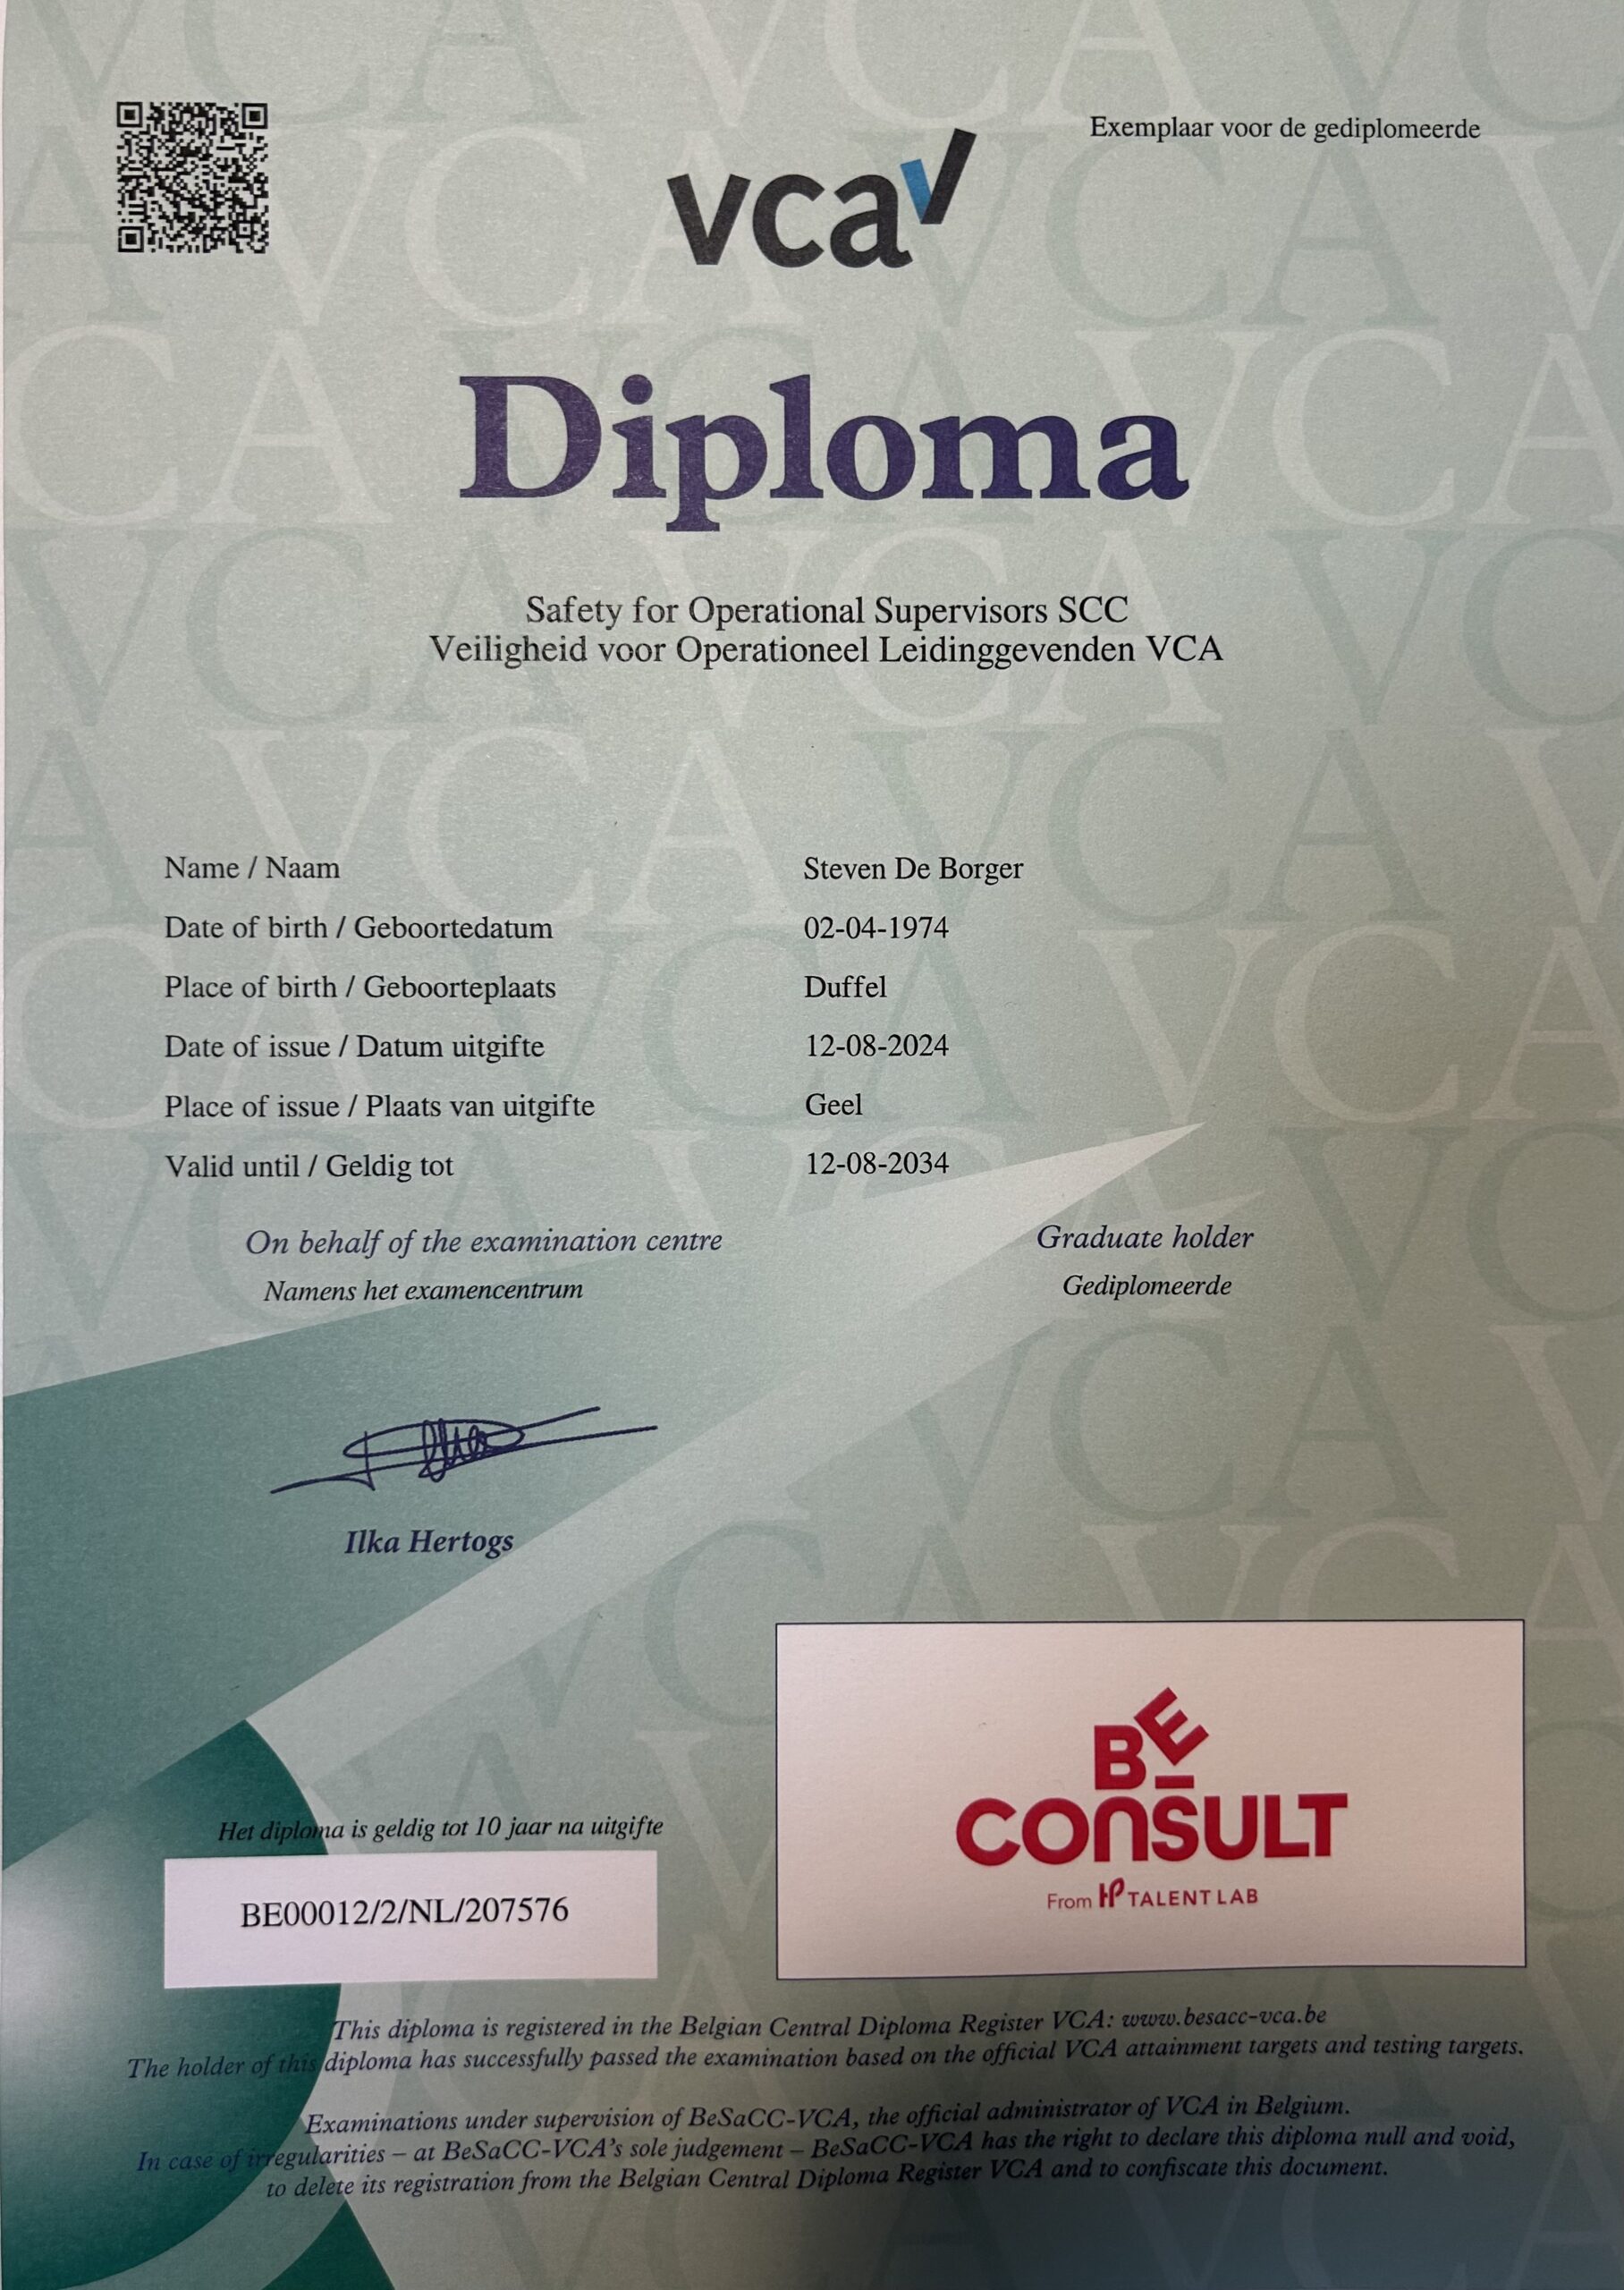 Exemplaar voor de gediplomeerde
vca
Diploma
Safety for Operational Supervisors SCC
Veiligheid voor Operationeel Leidinggevenden VCA
Name / Naam Steven De Borger
Date of birth / Geboortedatum 02-04-1974
Place of birth / Geboorteplaats Duffel
Date of issue / Datum uitgifte 12-08-2024
Place of issue / Plaats van uitgifte Geel
Valid until / Geldig tot 12-08-2034
On behalf of the examination centre Graduate holder
Namens het examencentrum Gediplomeerde
Ilka Hertogs
BE
CONSULT
From HP TALENT LAB
Het diploma is geldig tot 10 jaar na uitgifte
BE00012/2/NL/207576
This diploma is registered in the Belgian Central Diploma Register VCA: www.besacc-vca.be
The holder of this diploma has successfully passed the examination based on the official VCA attainment targets and testing targets.
Examinations under supervision of BeSaCC-VCA, the official administrator of VCA in Belgium.
In case of irregularities – at BeSaCC-VCA's sole judgement – BeSaCC-VCA has the right to declare this diploma null and void,
to delete its registration from the Belgian Central Diploma Register VCA and to confiscate this document.